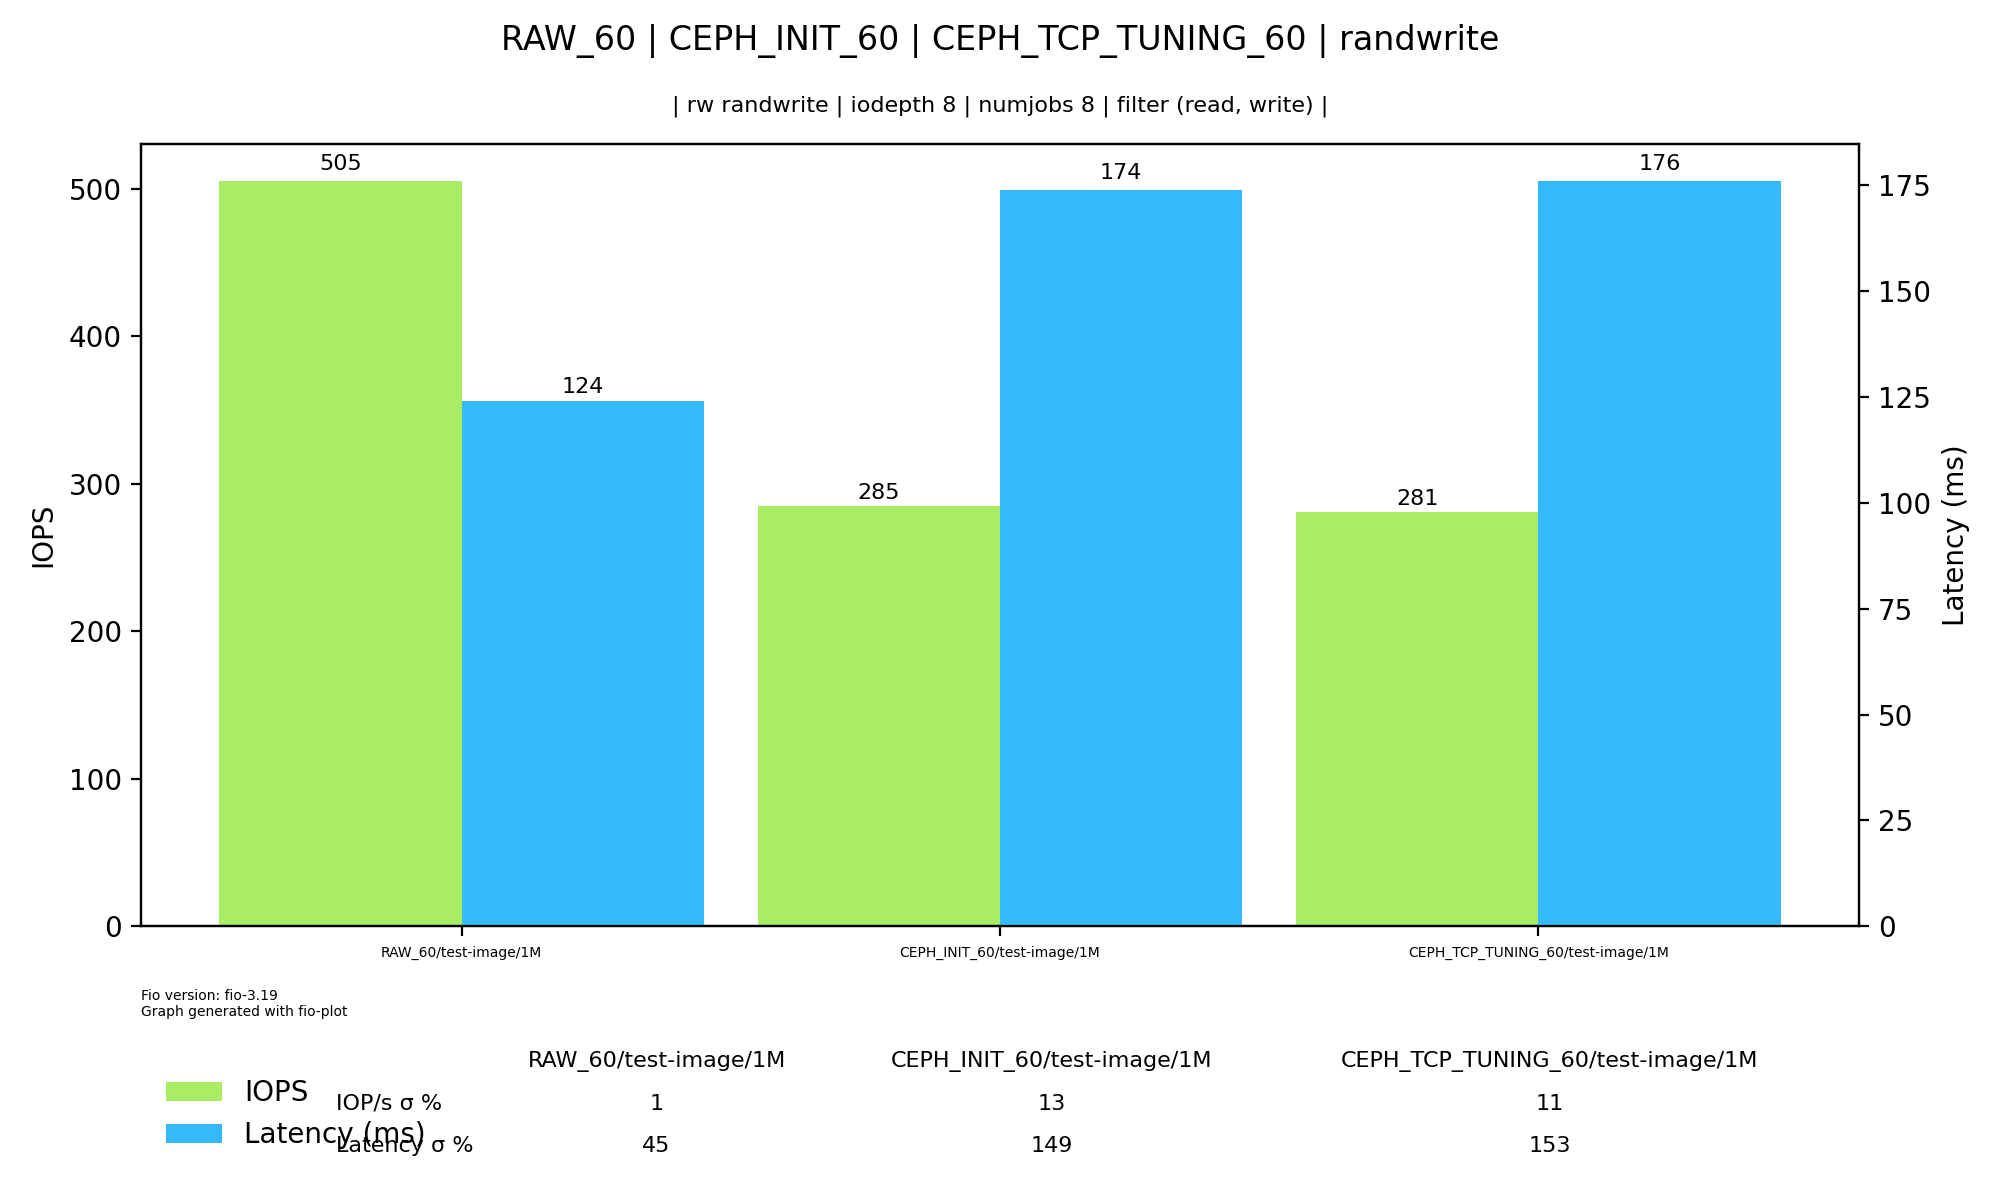 RAW_60 | CEPH_INIT_60 | CEPH_TCP_TUNING_60 | randwrite
| rw randwrite | iodepth 8 | numjobs 8 | filter (read, write) |
505
124
285
174
281
176
500
400
300
200
100
0
IOPS
175
150
125
100
75
50
25
0
Latency (ms)
RAW_60/test-image/1M
CEPH_INIT_60/test-image/1M
CEPH_TCP_TUNING_60/test-image/1M
Fio version: fio-3.19
Graph generated with fio-plot
IOPS
Latency (ms)
RAW_60/test-image/1M CEPH_INIT_60/test-image/1M CEPH_TCP_TUNING_60/test-image/1M
IOP/s σ % 1 13 11
Latency σ % 45 149 153